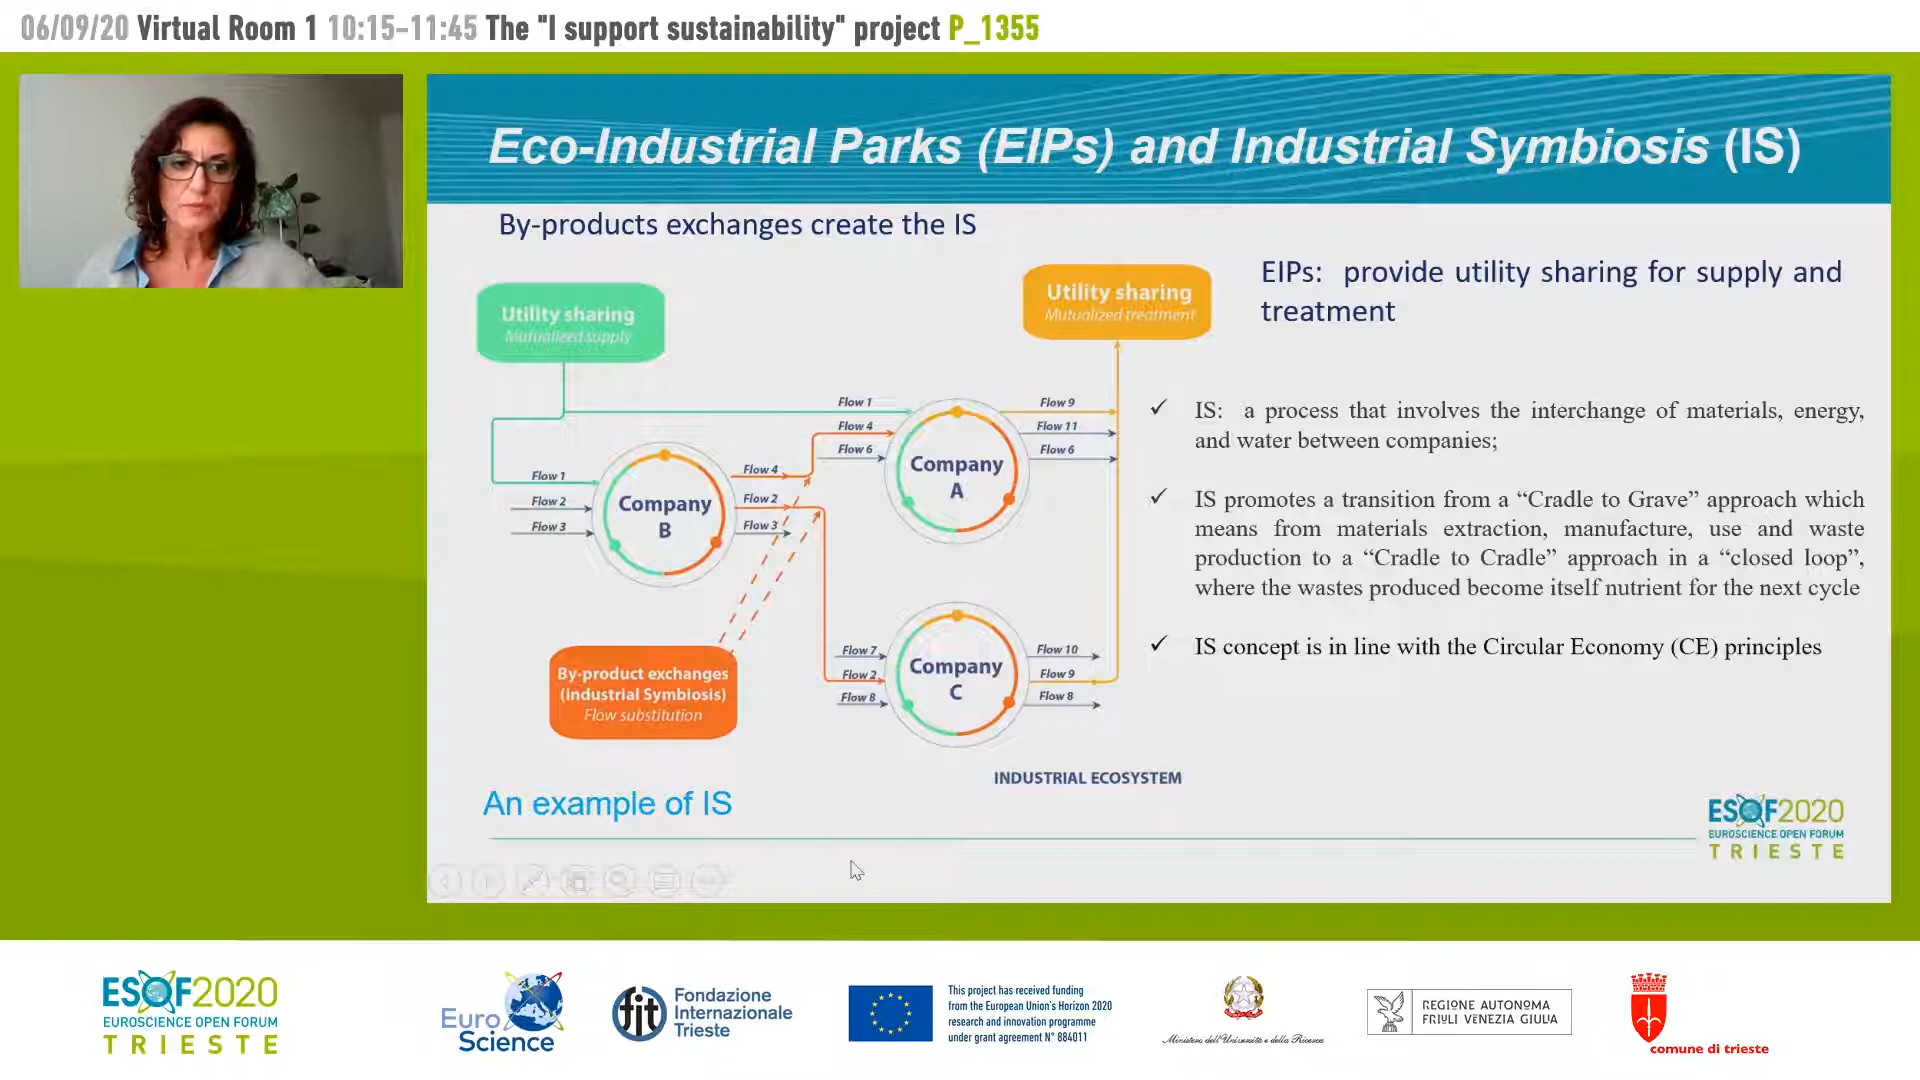 06/09/20 Virtual Room 1 10:15-11:45 The "I support sustainability" project P_1355
Eco-Industrial Parks (EIPs) and Industrial Symbiosis (IS)
By-products exchanges create the IS
EIPs: provide utility sharing for supply and
treatment
Utility sharing
Mutualized supply
Utility sharing
Mutualized treatment
Flow 1
Flow 4
Flow 6
Company
A
Flow 9
Flow 11
Flow 6
Flow 1
Flow 2
Flow 3
Company
B
Flow 4
Flow 2
Flow 3
Flow 7
Flow 2
Flow 8
Company
C
Flow 10
Flow 9
Flow 8
By-product exchanges
(Industrial Symbiosis)
Flow substitution
INDUSTRIAL ECOSYSTEM
An example of IS
✓ IS: a process that involves the interchange of materials, energy,
and water between companies;
✓ IS promotes a transition from a “Cradle to Grave” approach which
means from materials extraction, manufacture, use and waste
production to a “Cradle to Cradle” approach in a “closed loop”,
where the wastes produced become itself nutrient for the next cycle
✓ IS concept is in line with the Circular Economy (CE) principles
ESOF2020
EUROSCIENCE OPEN FORUM
TRIESTE
ESOF2020
EUROSCIENCE OPEN FORUM
TRIESTE
Euro
Science
fit
Fondazione
Internazionale
Trieste
This project has received funding
from the European Union's Horizon 2020
research and innovation programme
under grant agreement N° 884011
Ministero dell'Università e della Ricerca
REGIONE AUTONOMA
FRIULI VENEZIA GIULIA
comune di trieste